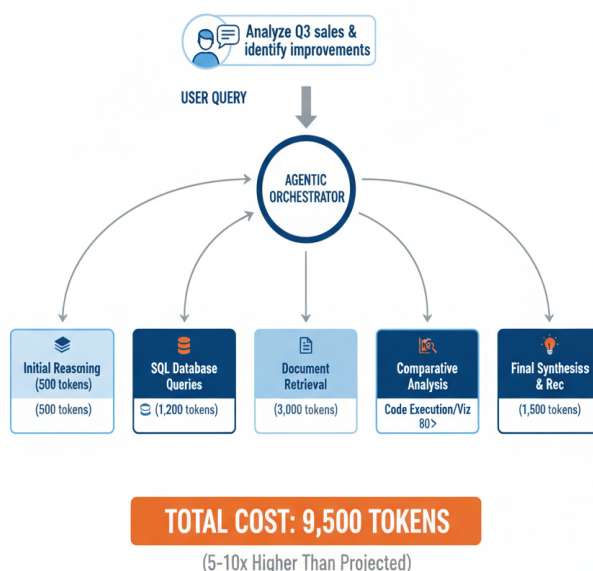 Analyze Q3 sales &
identify improvements
USER QUERY
AGENTIC
ORCHESTRATOR
Initial Reasoning
(500 tokens)
(500 tokens)
SQL Database
Queries
(1,200 tokens)
Document
Retrieval
(3,000 tokens)
Comparative
Analysis
Code Execution/Viz
80>
Final Synthesiss
& Rec
(1,500 tokens)
TOTAL COST: 9,500 TOKENS
(5-10x Higher Than Projected)